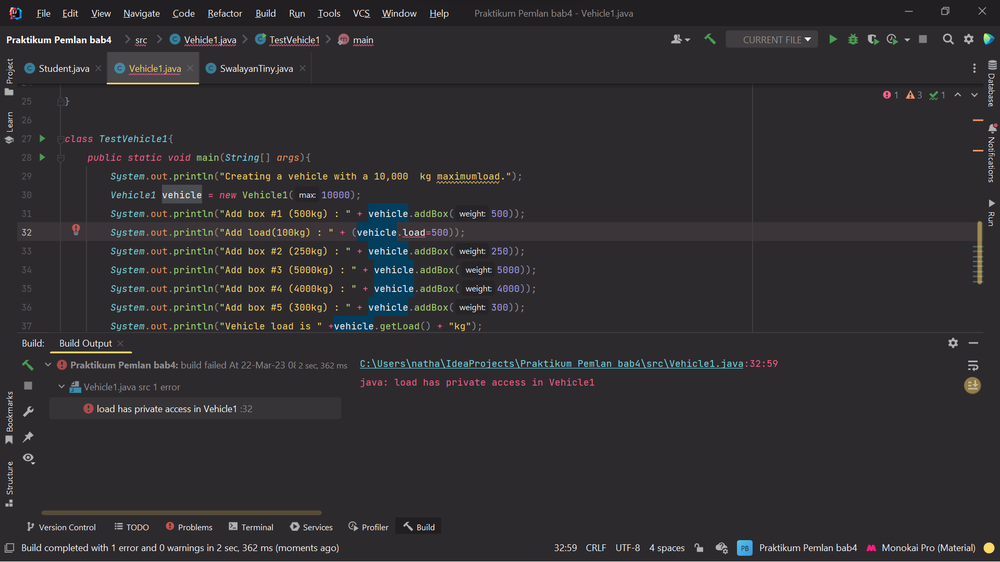 File Edit View Navigate Code Refactor Build Run Tools VCS Window Help Praktikum Pemlan bab4 - Vehicle1.java
Praktikum Pemlan bab4 src Vehicle1.java TestVehicle1 main CURRENT FILE
Project
Learn
Bookmarks
Structure
Database
Notifications
Run
Student.java Vehicle1.java SwalayanTiny.java
1 3 1
25 }
26
27 class TestVehicle1{
28 public static void main(String[] args){
29 System.out.println("Creating a vehicle with a 10,000  kg maximumload.");
30 Vehicle1 vehicle = new Vehicle1( max: 10000);
31 System.out.println("Add box #1 (500kg) : " + vehicle.addBox( weight: 500));
32 System.out.println("Add load(100kg) : " + (vehicle.load=500));
33 System.out.println("Add box #2 (250kg) : " + vehicle.addBox( weight: 250));
34 System.out.println("Add box #3 (5000kg) : " + vehicle.addBox( weight: 5000));
35 System.out.println("Add box #4 (4000kg) : " + vehicle.addBox( weight: 4000));
36 System.out.println("Add box #5 (300kg) : " + vehicle.addBox( weight: 300));
37 System.out.println("Vehicle load is " +vehicle.getLoad() + "kg");
Build: Build Output
Praktikum Pemlan bab4: build failed At 22-Mar-23 2 sec, 362 ms
Vehicle1.java src 1 error
load has private access in Vehicle1 :32
C:\Users\natha\IdeaProjects\Praktikum Pemlan bab4\src\Vehicle1.java:32:59
java: load has private access in Vehicle1
Version Control TODO Problems Terminal Services Profiler Build
Build completed with 1 error and 0 warnings in 2 sec, 362 ms (moments ago) 32:59 CRLF UTF-8 4 spaces PB Praktikum Pemlan bab4 Monokai Pro (Material)